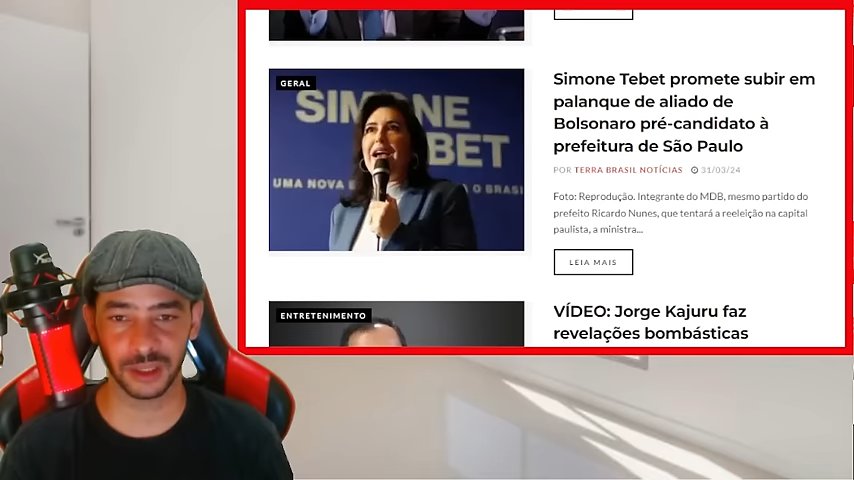 GERAL
SIMONE
TEBET
UMA NOVA
O BRASI
Simone Tebet promete subir em
palanque de aliado de
Bolsonaro pré-candidato à
prefeitura de São Paulo
POR TERRA BRASIL NOTÍCIAS 31/03/24
Foto: Reprodução. Integrante do MDB, mesmo partido do
prefeito Ricardo Nunes, que tentará a reeleição na capital
paulista, a ministra...
LEIA MAIS
ENTRETENIMENTO
VÍDEO: Jorge Kajuru faz
revelações bombásticas